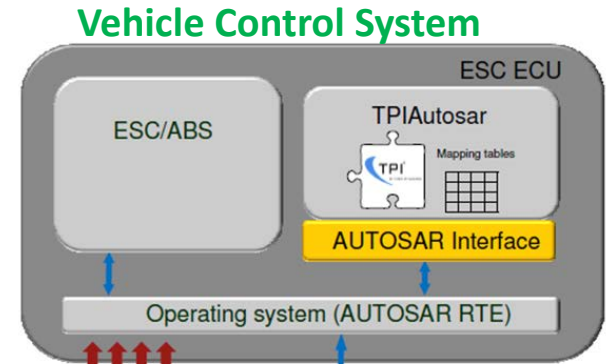 Vehicle Control System
ESC ECU
ESC/ABS
TPIAutosar
Mapping tables
TPI
AUTOSAR Interface
Operating system (AUTOSAR RTE)